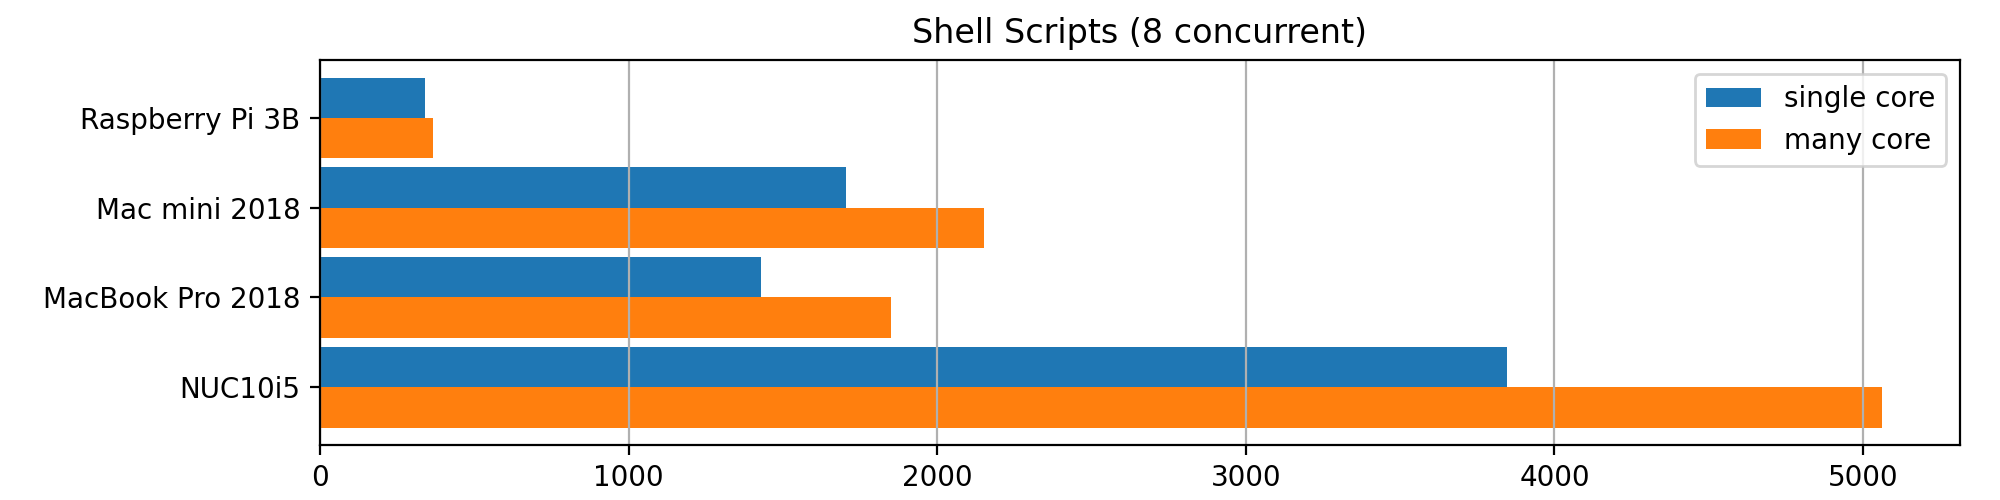 Shell Scripts (8 concurrent)
single core
many core
Raspberry Pi 3B
Mac mini 2018
MacBook Pro 2018
NUC10i5
0 1000 2000 3000 4000 5000